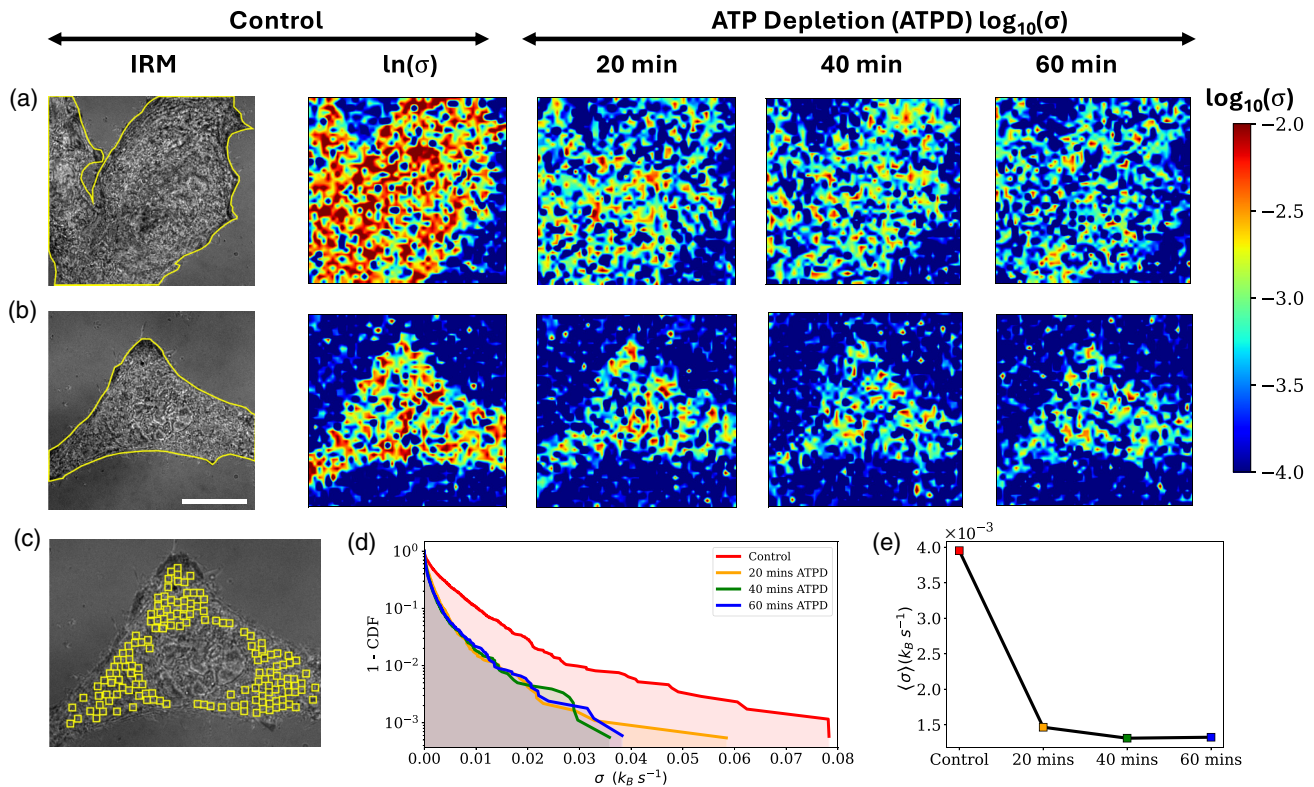 Control
ATP Depletion (ATPD) log₁₀(σ)
IRM
ln(σ)
20 min
40 min
60 min
(a)
log₁₀(σ)
−2.0
−2.5
−3.0
−3.5
−4.0
(b)
(c)
(d)
10⁰
10⁻¹
10⁻²
10⁻³
1 - CDF
Control
20 mins ATPD
40 mins ATPD
60 mins ATPD
0.00 0.01 0.02 0.03 0.04 0.05 0.06 0.07 0.08
σ (k_B s⁻¹)
(e)
×10⁻³
4.0
3.5
3.0
2.5
2.0
1.5
⟨σ⟩(k_B s⁻¹)
Control 20 mins 40 mins 60 mins